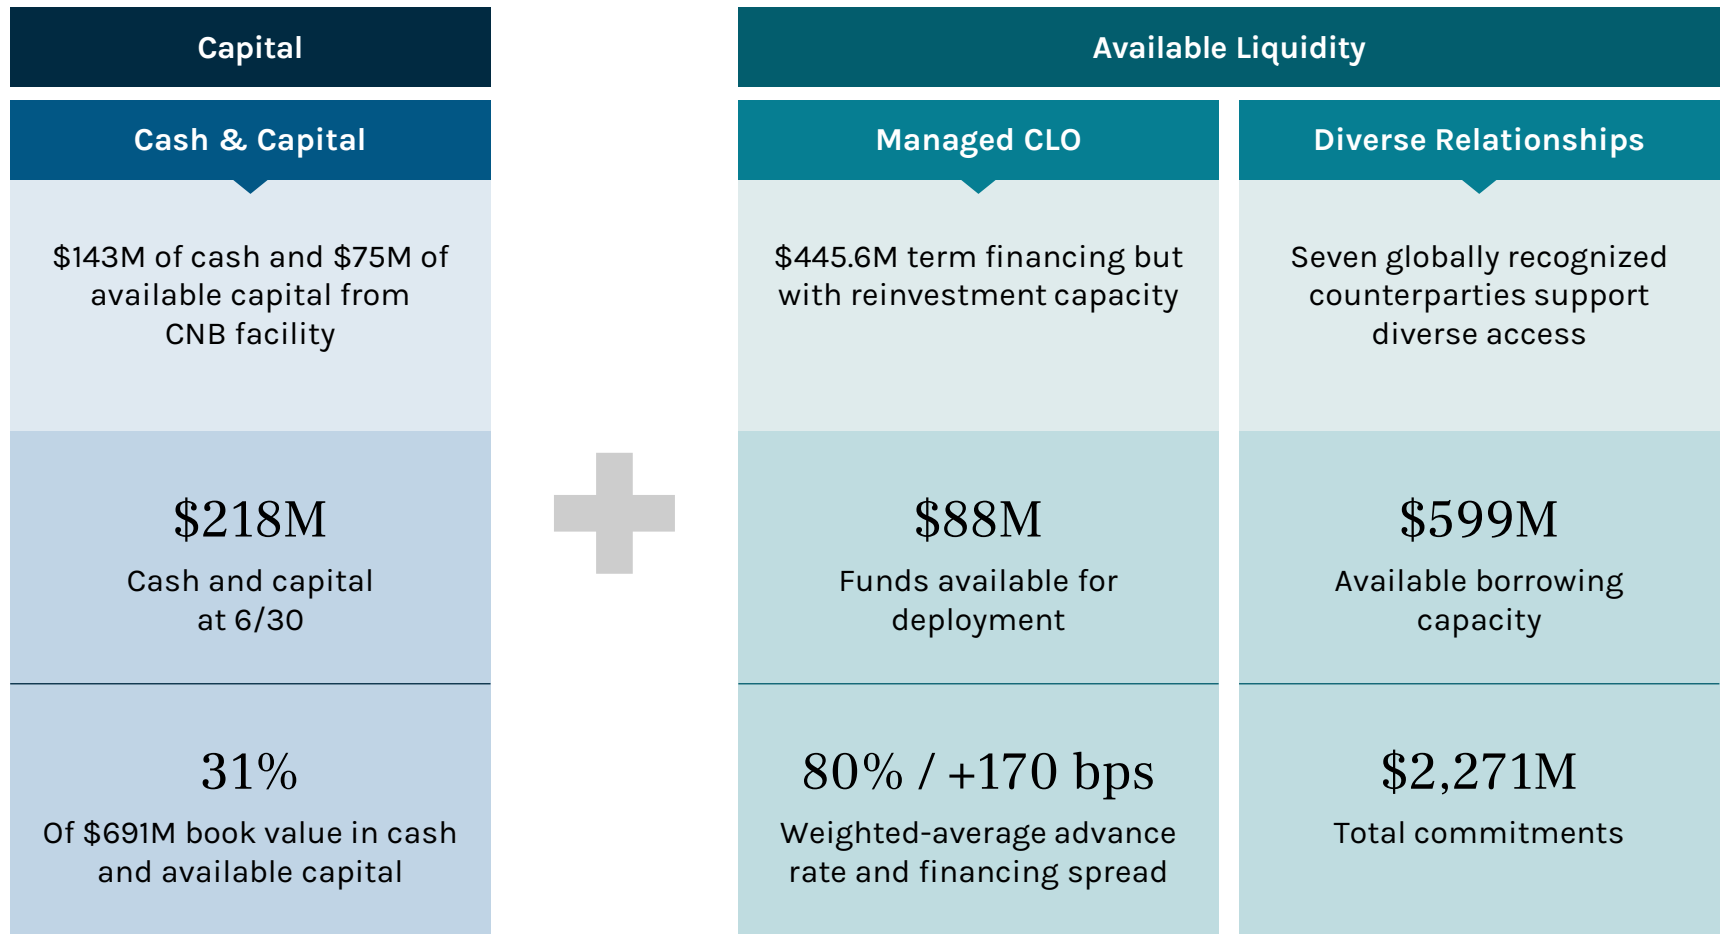 Capital
Cash & Capital
$143M of cash and $75M of
available capital from
CNB facility
$218M
Cash and capital
at 6/30
31%
Of $691M book value in cash
and available capital
Available Liquidity
Managed CLO
$445.6M term financing but
with reinvestment capacity
$88M
Funds available for
deployment
80% / +170 bps
Weighted-average advance
rate and financing spread
Diverse Relationships
Seven globally recognized
counterparties support
diverse access
$599M
Available borrowing
capacity
$2,271M
Total commitments